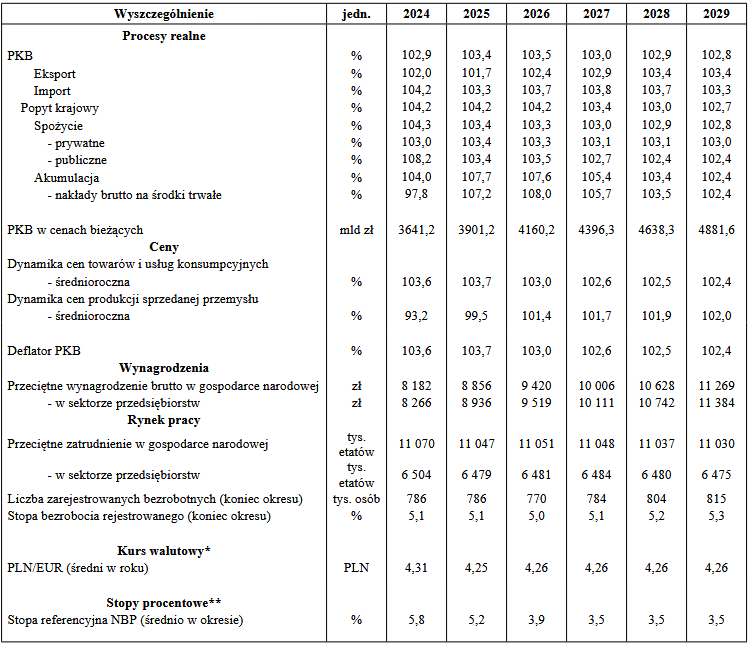 Wyszczególnienie jedn. 2024 2025 2026 2027 2028 2029
Procesy realne
PKB % 102,9 103,4 103,5 103,0 102,9 102,8
Eksport % 102,0 101,7 102,4 102,9 103,4 103,4
Import % 104,2 103,3 103,7 103,8 103,7 103,3
Popyt krajowy % 104,2 104,2 104,2 103,4 103,0 102,7
Spożycie % 104,3 103,4 103,3 103,0 102,9 102,8
- prywatne % 103,0 103,4 103,3 103,1 103,1 103,0
- publiczne % 108,2 103,4 103,5 102,7 102,4 102,4
Akumulacja % 104,0 107,7 107,6 105,4 103,4 102,4
- nakłady brutto na środki trwałe % 97,8 107,2 108,0 105,7 103,5 102,4
PKB w cenach bieżących mld zł 3641,2 3901,2 4160,2 4396,3 4638,3 4881,6
Ceny
Dynamika cen towarów i usług konsumpcyjnych
- średnioroczna % 103,6 103,7 103,0 102,6 102,5 102,4
Dynamika cen produkcji sprzedanej przemysłu
- średnioroczna % 93,2 99,5 101,4 101,7 101,9 102,0
Deflator PKB % 103,6 103,7 103,0 102,6 102,5 102,4
Wynagrodzenia
Przeciętne wynagrodzenie brutto w gospodarce narodowej zł 8 182 8 856 9 420 10 006 10 628 11 269
- w sektorze przedsiębiorstw zł 8 266 8 936 9 519 10 111 10 742 11 384
Rynek pracy
Przeciętne zatrudnienie w gospodarce narodowej tys. etatów 11 070 11 047 11 051 11 048 11 037 11 030
- w sektorze przedsiębiorstw tys. etatów 6 504 6 479 6 481 6 484 6 480 6 475
Liczba zarejestrowanych bezrobotnych (koniec okresu) tys. osób 786 786 770 784 804 815
Stopa bezrobocia rejestrowanego (koniec okresu) % 5,1 5,1 5,0 5,1 5,2 5,3
Kurs walutowy*
PLN/EUR (średni w roku) PLN 4,31 4,25 4,26 4,26 4,26 4,26
Stopy procentowe**
Stopa referencyjna NBP (średnio w okresie) % 5,8 5,2 3,9 3,5 3,5 3,5